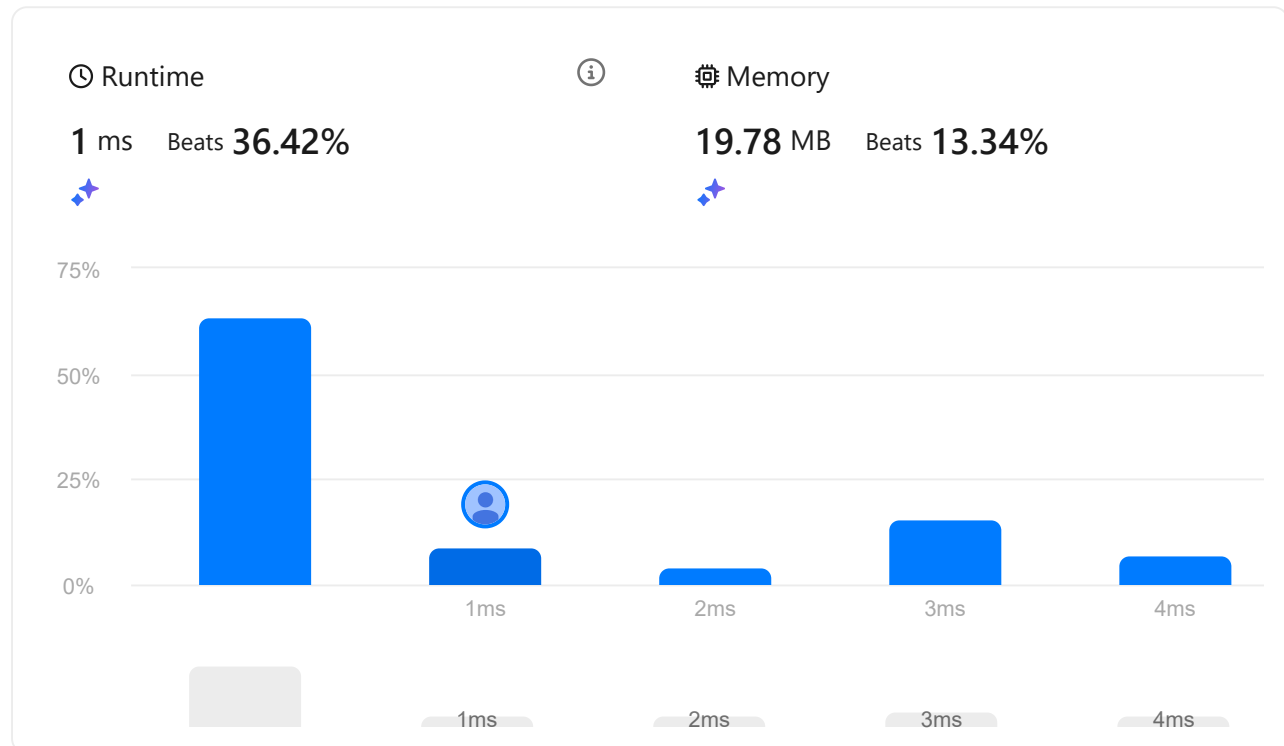 Runtime
1 ms Beats 36.42%
Memory
19.78 MB Beats 13.34%
75%
50%
25%
0%
1ms 2ms 3ms 4ms
1ms 2ms 3ms 4ms